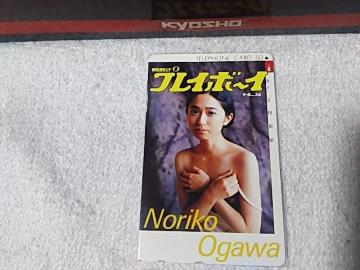 KYOSHO
TELEPHONE CARD 50
WEEKLY
プレイボーイ
Noriko
Ogawa